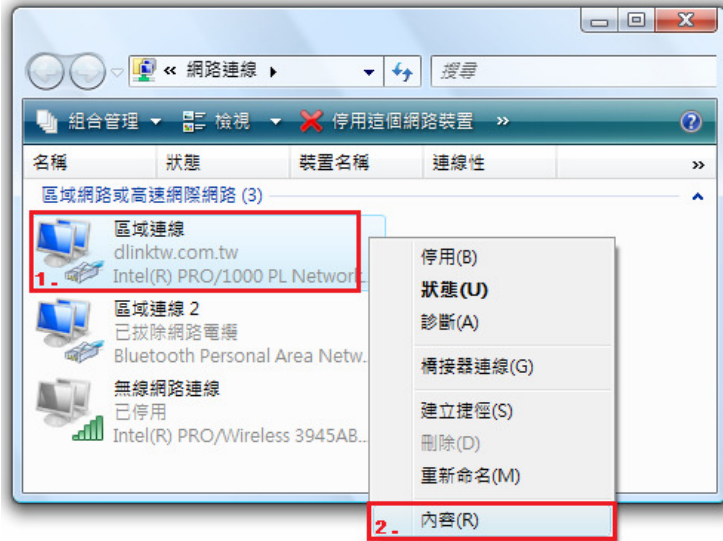 « 網路連線
搜尋
組合管理 檢視 停用這個網路裝置 »
名稱 狀態 裝置名稱 連線性 »
區域網路或高速網際網路 (3)
區域連線
dlinktw.com.tw
1. Intel(R) PRO/1000 PL Network...
區域連線 2
已拔除網路電纜
Bluetooth Personal Area Netw...
無線網路連線
已停用
Intel(R) PRO/Wireless 3945AB...
停用(B)
狀態(U)
診斷(A)
橋接器連線(G)
建立捷徑(S)
刪除(D)
重新命名(M)
2. 內容(R)